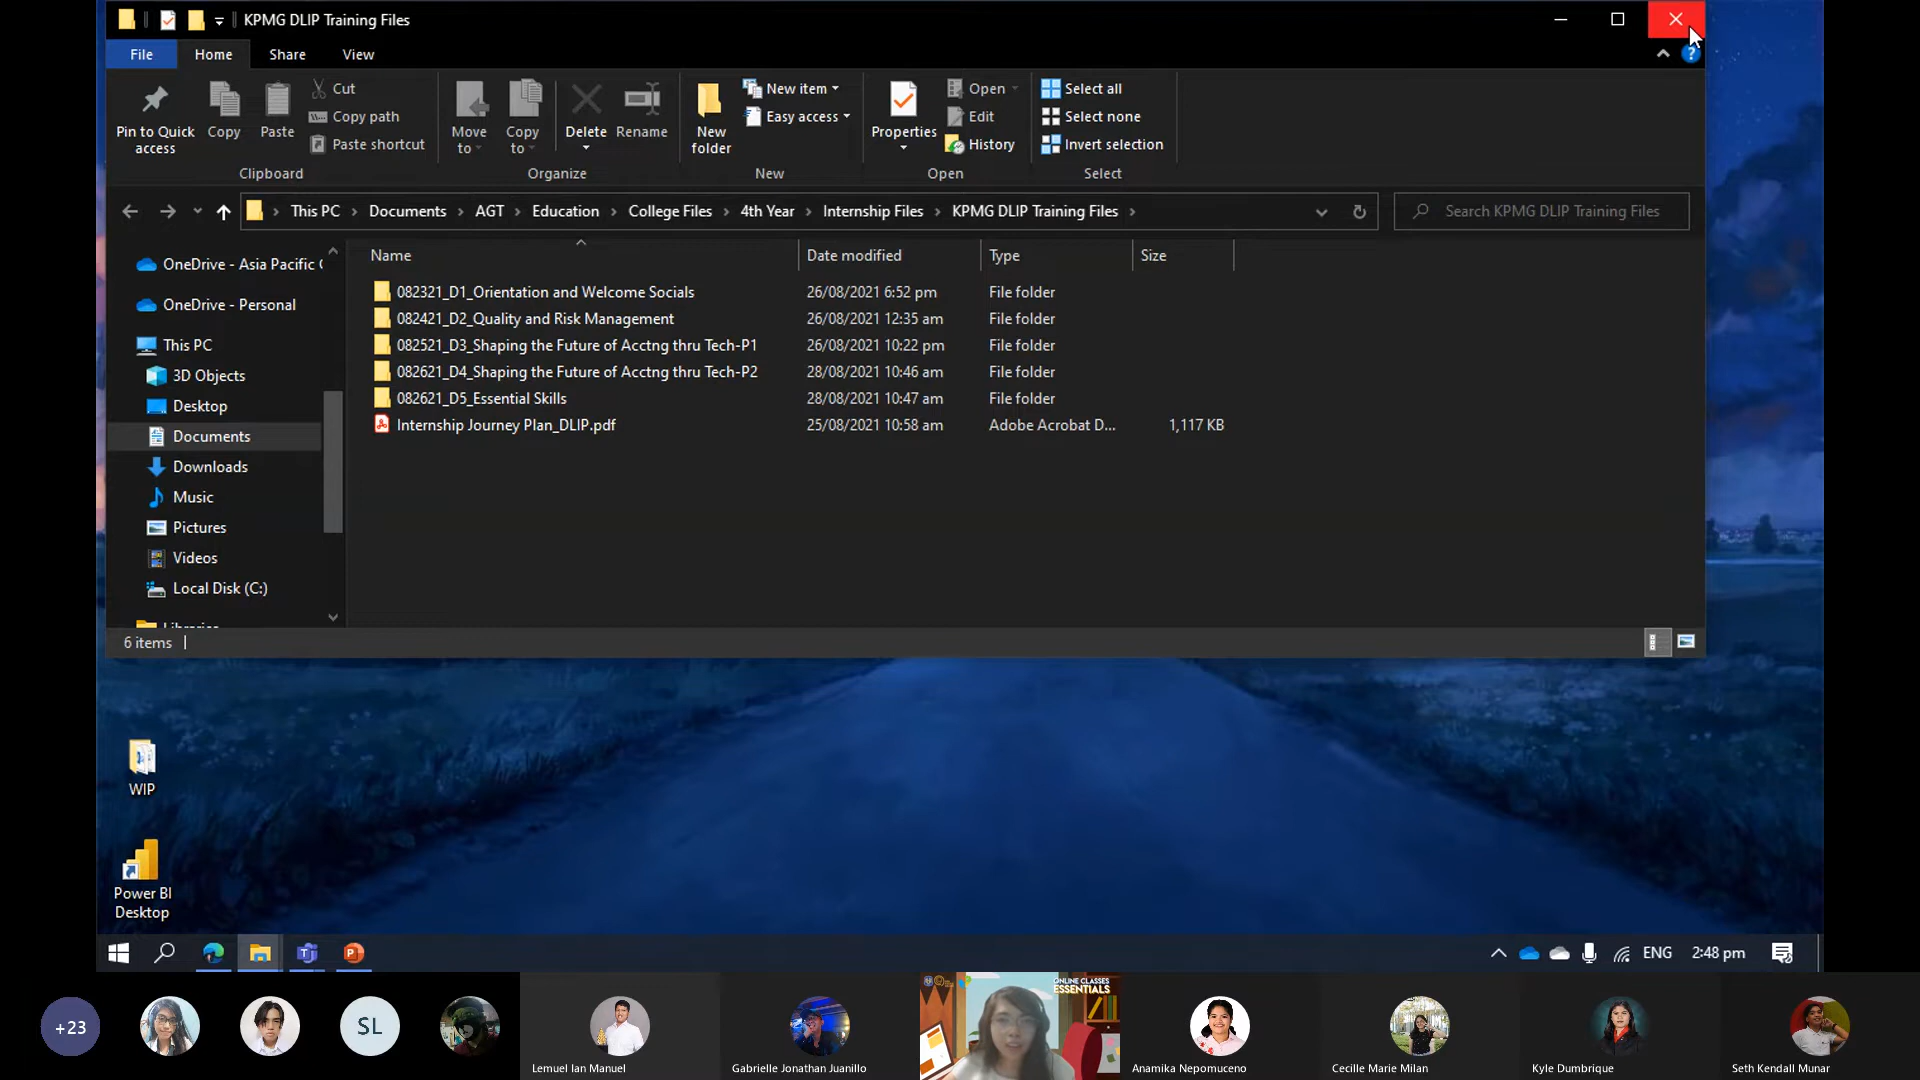 KPMG DLIP Training Files
File Home Share View
Pin to Quick access
Copy
Paste
Cut
Copy path
Paste shortcut
Clipboard
Move to
Copy to
Delete
Rename
Organize
New folder
New item
Easy access
New
Properties
Open
Edit
History
Open
Select all
Select none
Invert selection
Select
This PC > Documents > AGT > Education > College Files > 4th Year > Internship Files > KPMG DLIP Training Files >
Search KPMG DLIP Training Files
OneDrive - Asia Pacific
OneDrive - Personal
This PC
3D Objects
Desktop
Documents
Downloads
Music
Pictures
Videos
Local Disk (C:)
Name Date modified Type Size
082321_D1_Orientation and Welcome Socials 26/08/2021 6:52 pm File folder
082421_D2_Quality and Risk Management 26/08/2021 12:35 am File folder
082521_D3_Shaping the Future of Acctng thru Tech-P1 26/08/2021 10:22 pm File folder
082621_D4_Shaping the Future of Acctng thru Tech-P2 28/08/2021 10:46 am File folder
082621_D5_Essential Skills 28/08/2021 10:47 am File folder
Internship Journey Plan_DLIP.pdf 25/08/2021 10:58 am Adobe Acrobat D... 1,117 KB
6 items
WIP
Power BI Desktop
ENG 2:48 pm
+23
SL
ONLINE CLASSES
ESSENTIALS
Lemuel Ian Manuel
Gabrielle Jonathan Juanillo
Anamika Nepomuceno
Cecille Marie Milan
Kyle Dumbrique
Seth Kendall Munar